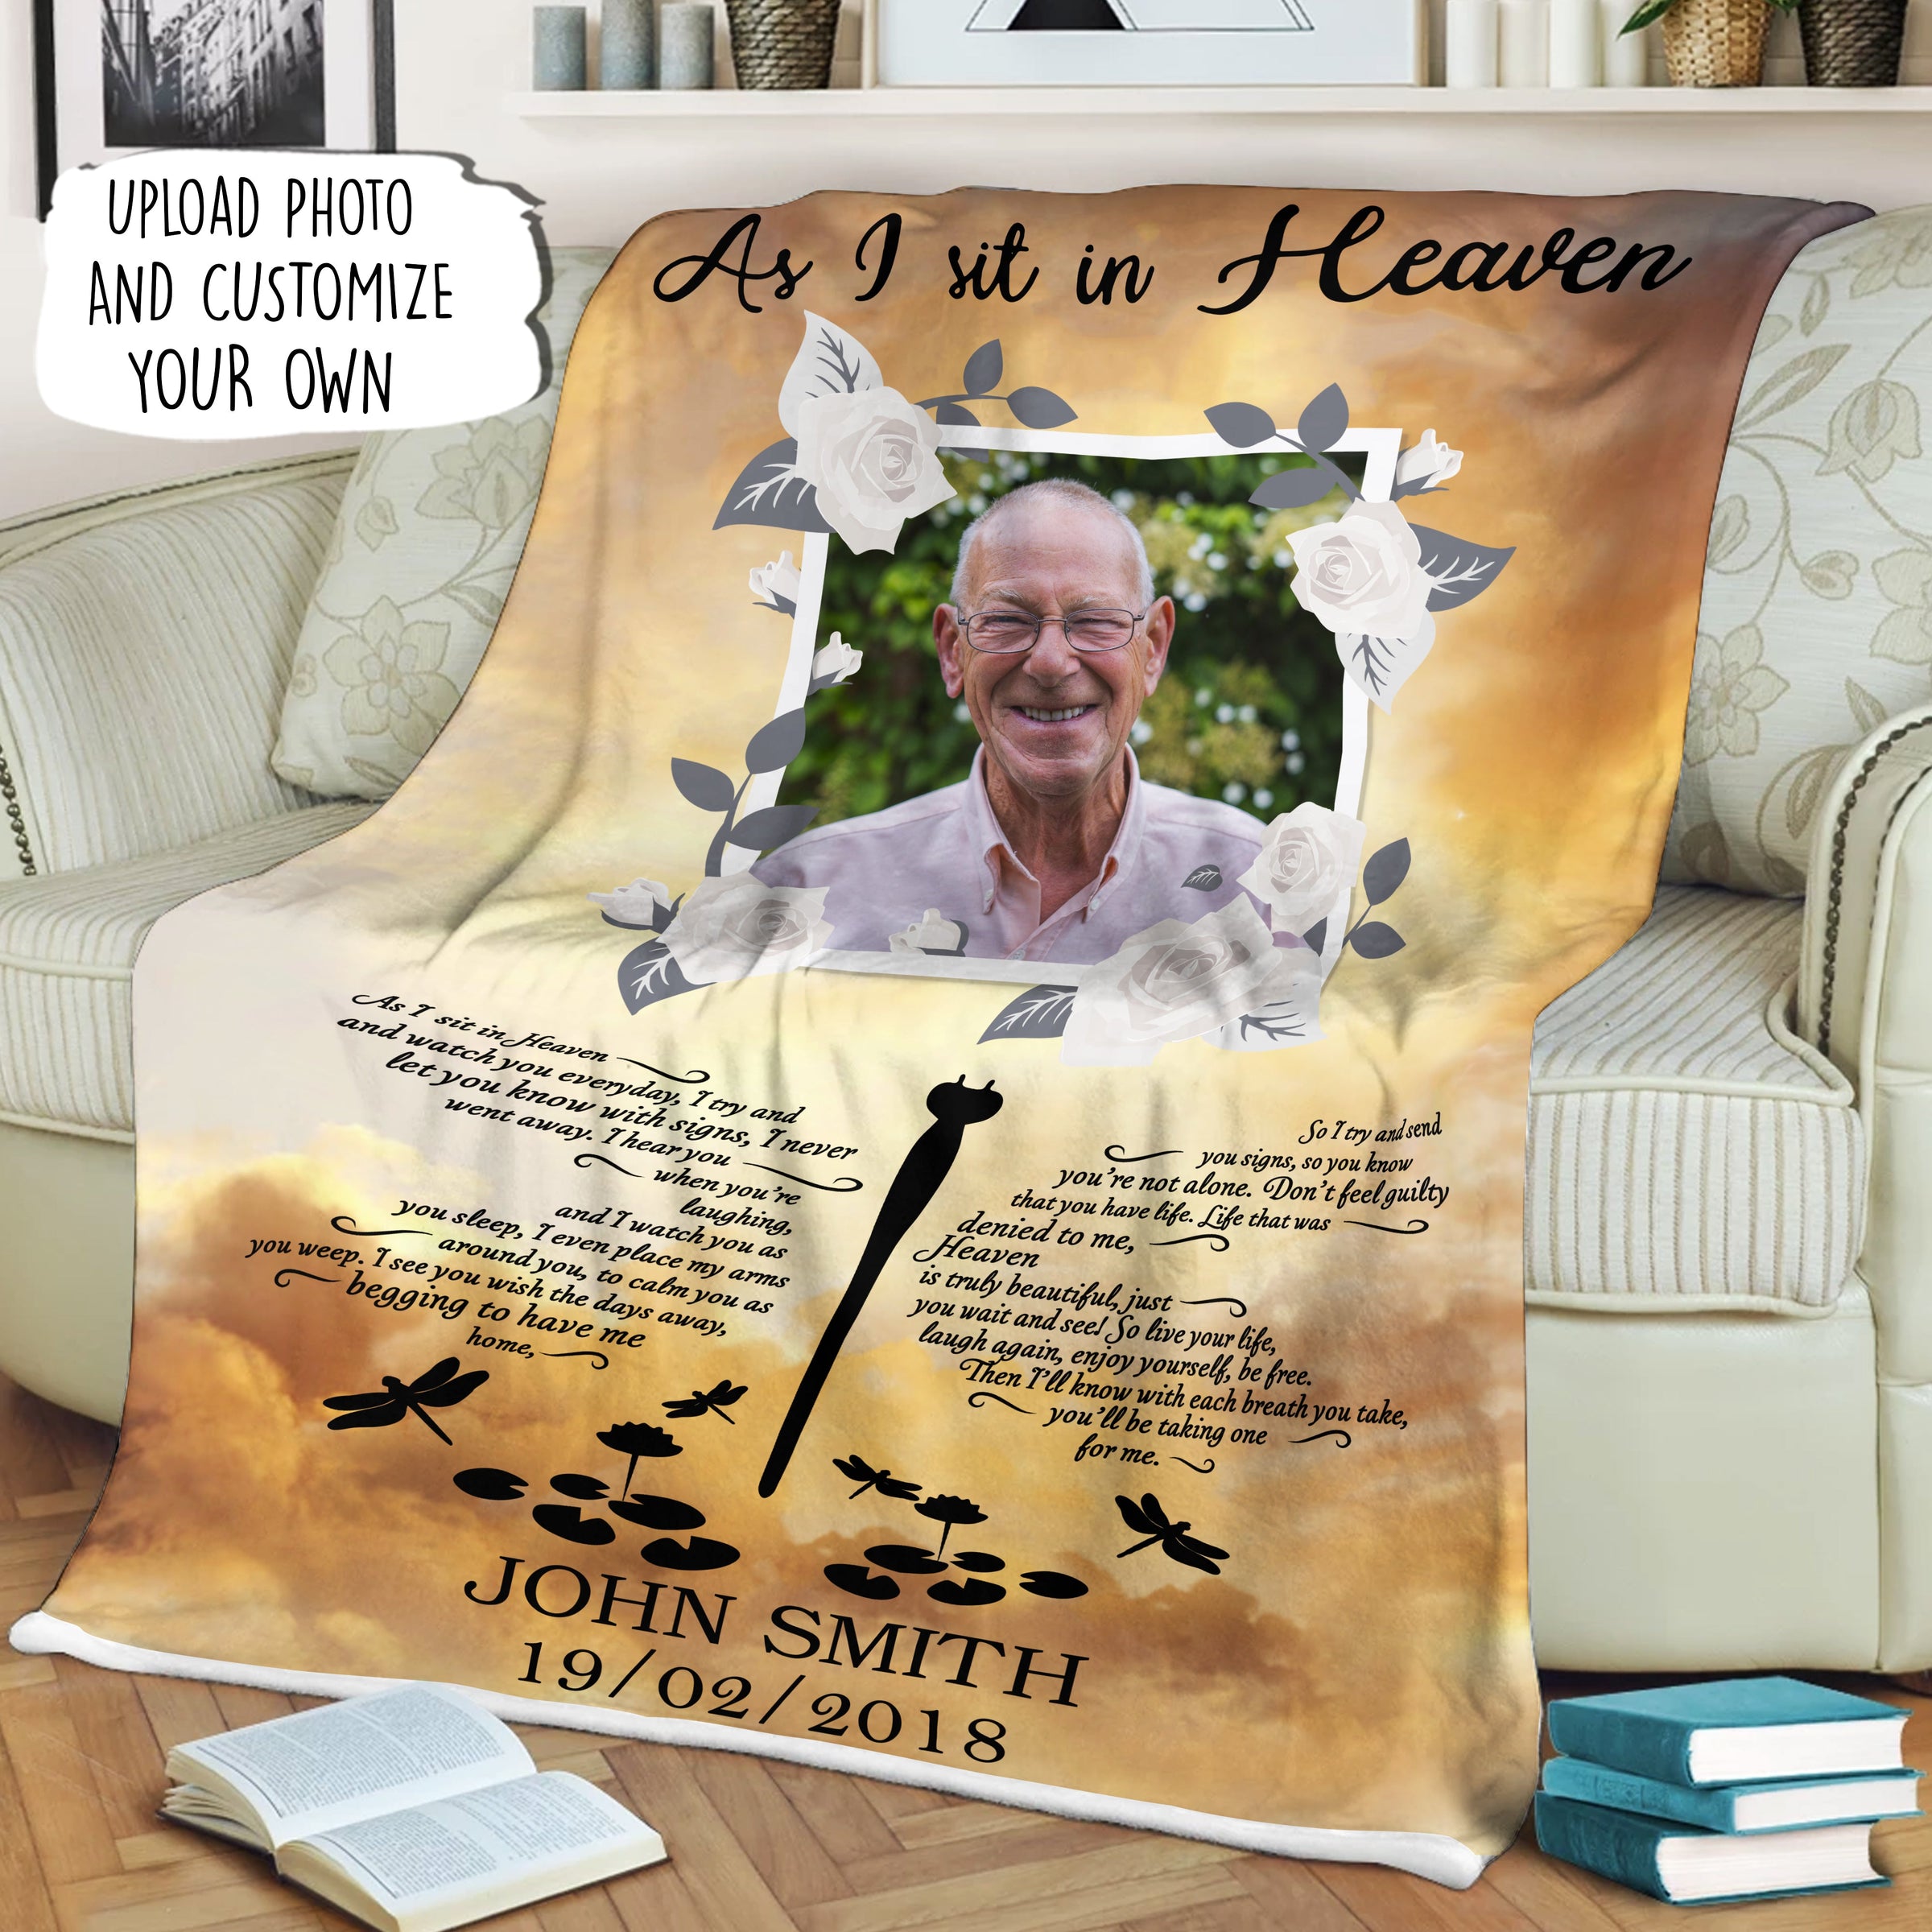 UPLOAD PHOTO
AND CUSTOMIZE
YOUR OWN
As I sit in Heaven
As I sit in Heaven
and watch you everyday, I try and
let you know with signs, I never
went away. I hear you
when you're
laughing,
and I watch you as
you sleep, I even place my arms
around you, to calm you as
you weep. I see you wish the days away,
begging to have me
home,
So I try and send
you signs, so you know
you're not alone. Don't feel guilty
that you have life. Life that was
denied to me,
Heaven
is truly beautiful, just
you wait and see! So live your life,
laugh again, enjoy yourself, be free.
Then I'll know with each breath you take,
you'll be taking one
for me.
JOHN SMITH
19/02/2018